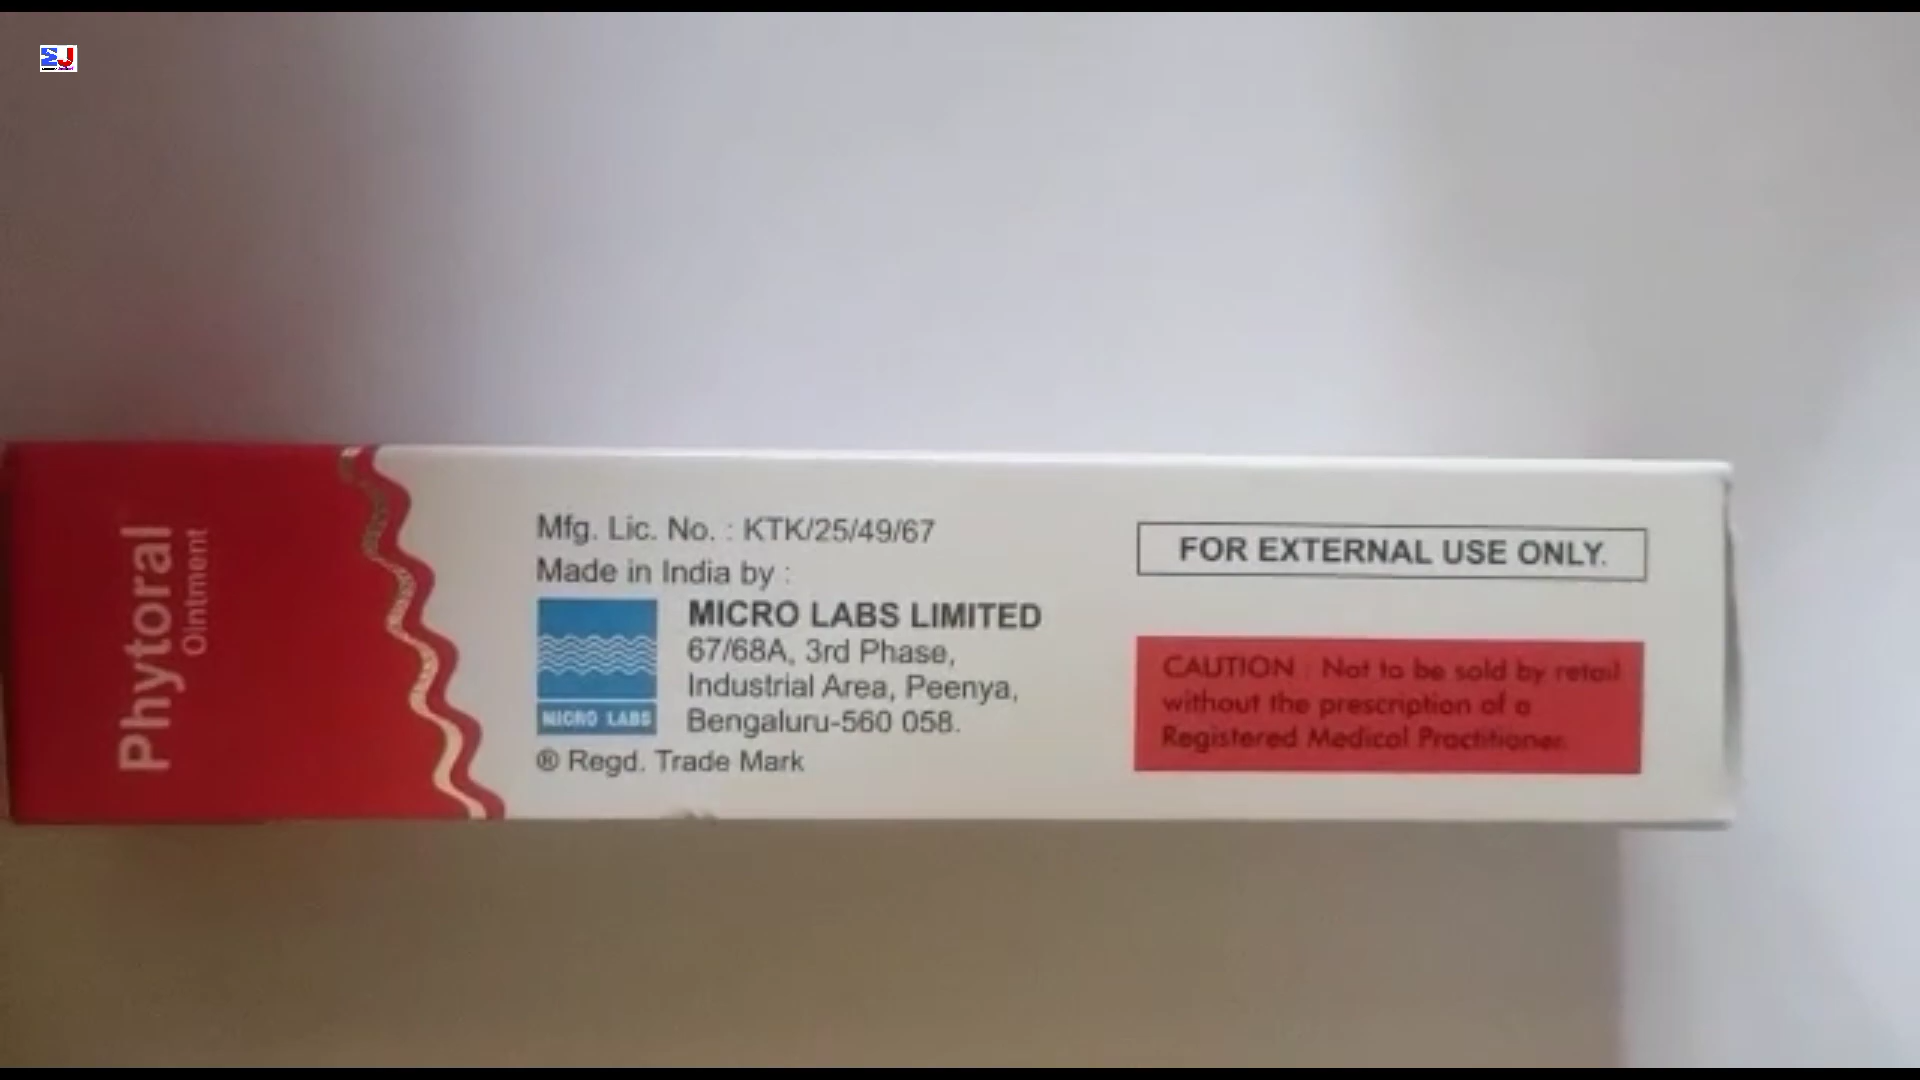 Phytoral
Ointment
Mfg. Lic. No. : KTK/25/49/67
Made in India by :
MICRO LABS LIMITED
67/68A, 3rd Phase,
Industrial Area, Peenya,
Bengaluru-560 058.
MICRO LABS
® Regd. Trade Mark
FOR EXTERNAL USE ONLY.
CAUTION : Not to be sold by retail
without the prescription of a
Registered Medical Practitioner.